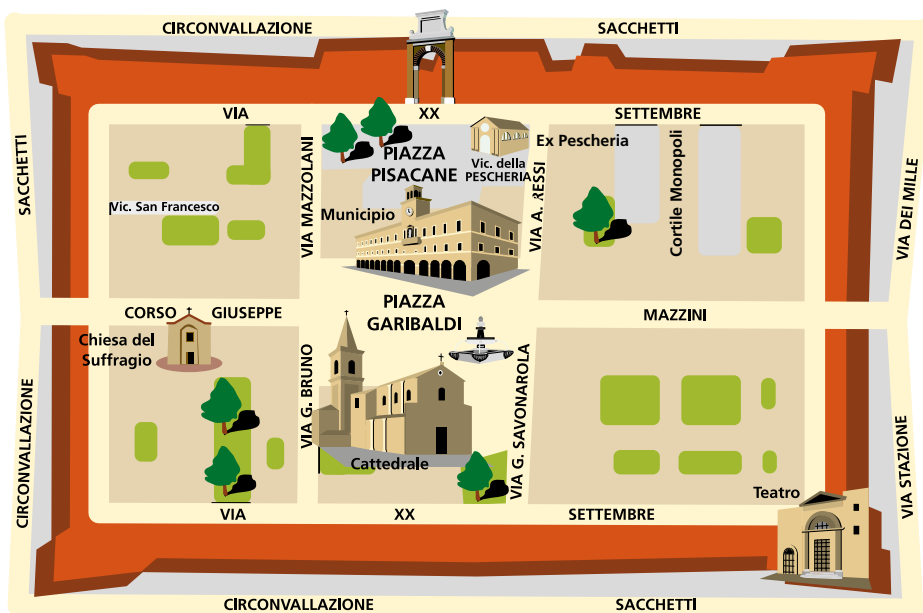 CIRCONVALLAZIONE SACCHETTI
VIA XX SETTEMBRE
SACCHETTI
VIA DEI MILLE
VIA MAZZOLANI
PIAZZA
PISACANE
Ex Pescheria
Vic. della
PESCHERIA
VIA A. RESSI
Cortile Monopoli
Vic. San Francesco
Municipio
CORSO GIUSEPPE MAZZINI
PIAZZA
GARIBALDI
Chiesa del
Suffragio
VIA G. BRUNO
VIA G. SAVONAROLA
Cattedrale
CIRCONVALLAZIONE
VIA STAZIONE
Teatro
VIA XX SETTEMBRE
CIRCONVALLAZIONE SACCHETTI